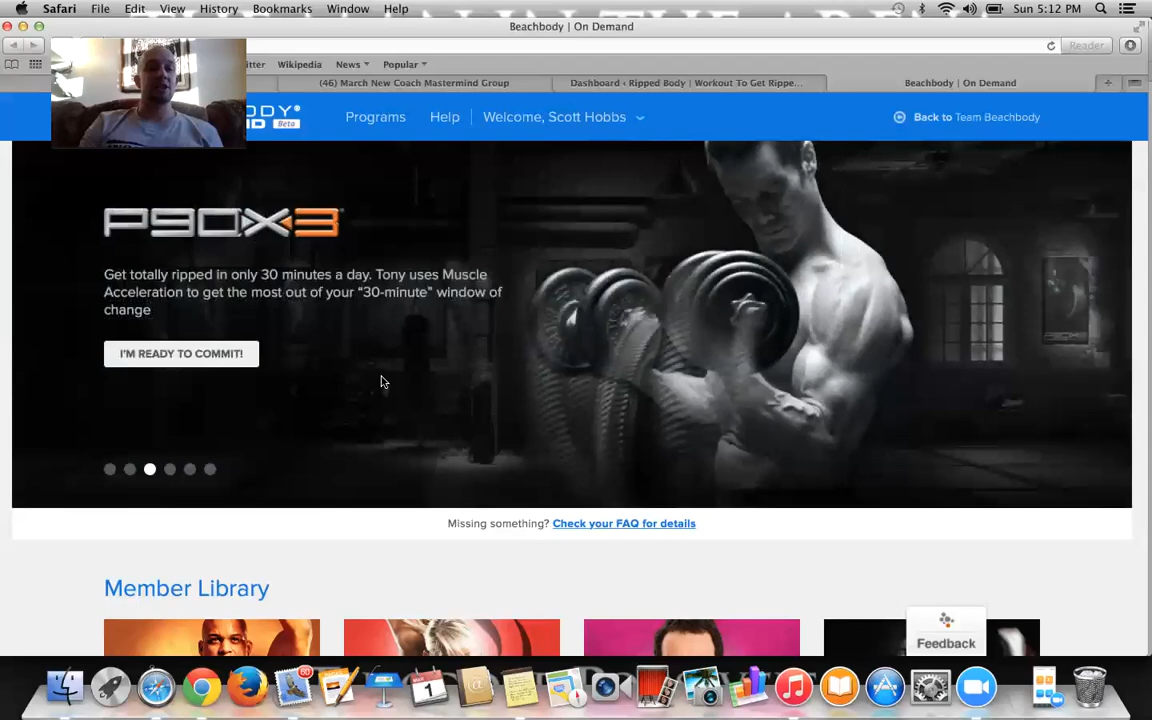 Safari File Edit View History Bookmarks Window Help
Sun 5:12 PM
Beachbody | On Demand
Reader
itter Wikipedia News Popular
(46) March New Coach Mastermind Group
Dashboard ‹ Ripped Body | Workout To Get Rippe...
Beachbody | On Demand
ODY®
D Beta
Programs Help Welcome, Scott Hobbs
Back to Team Beachbody
P90X3
Get totally ripped in only 30 minutes a day. Tony uses Muscle
Acceleration to get the most out of your “30-minute” window of
change
I'M READY TO COMMIT!
Missing something? Check your FAQ for details
Member Library
Feedback
60
1